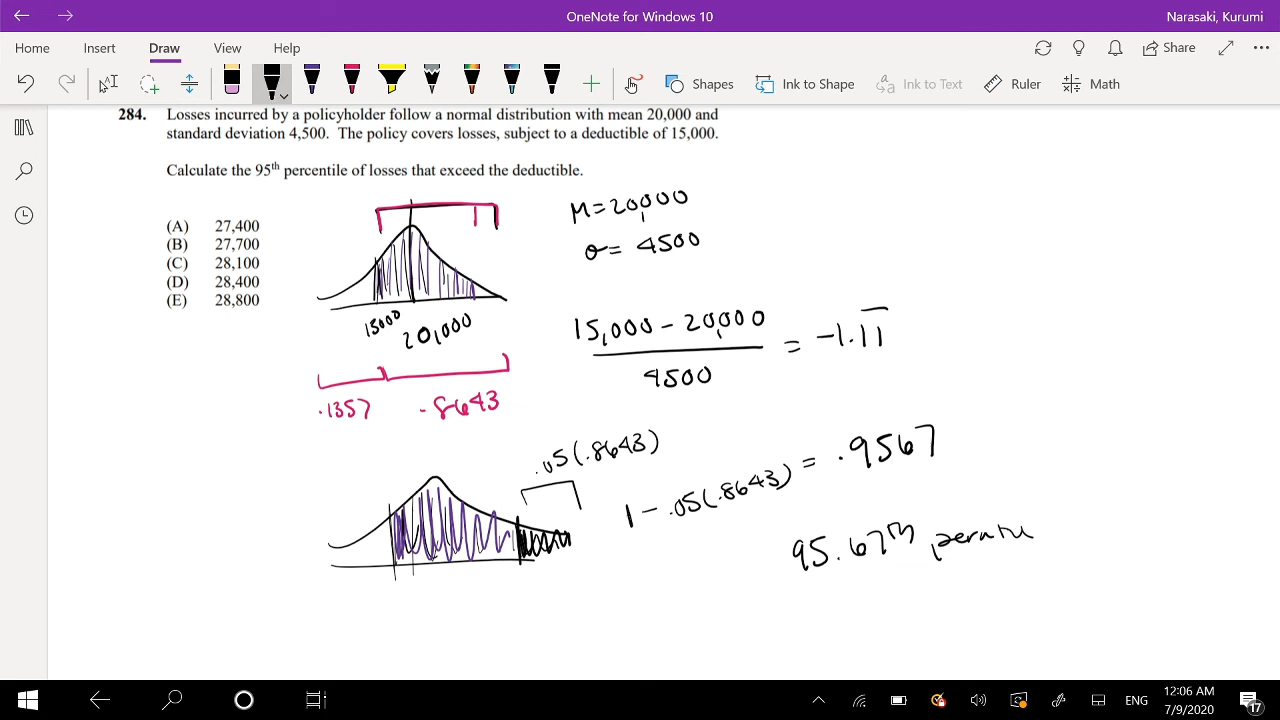 OneNote for Windows 10
Narasaki, Kurumi
Home Insert Draw View Help
Share
Shapes Ink to Shape Ink to Text Ruler Math
284. Losses incurred by a policyholder follow a normal distribution with mean 20,000 and
standard deviation 4,500. The policy covers losses, subject to a deductible of 15,000.
Calculate the 95th percentile of losses that exceed the deductible.
(A) 27,400
(B) 27,700
(C) 28,100
(D) 28,400
(E) 28,800
15000
20,000
.1357 .8643
μ = 20,000
σ = 4500
15,000 - 20,000
4500
= -1.11
.05(.8643)
1 - .05(.8643) = .9567
95.67th
ENG
12:06 AM
7/9/2020
17